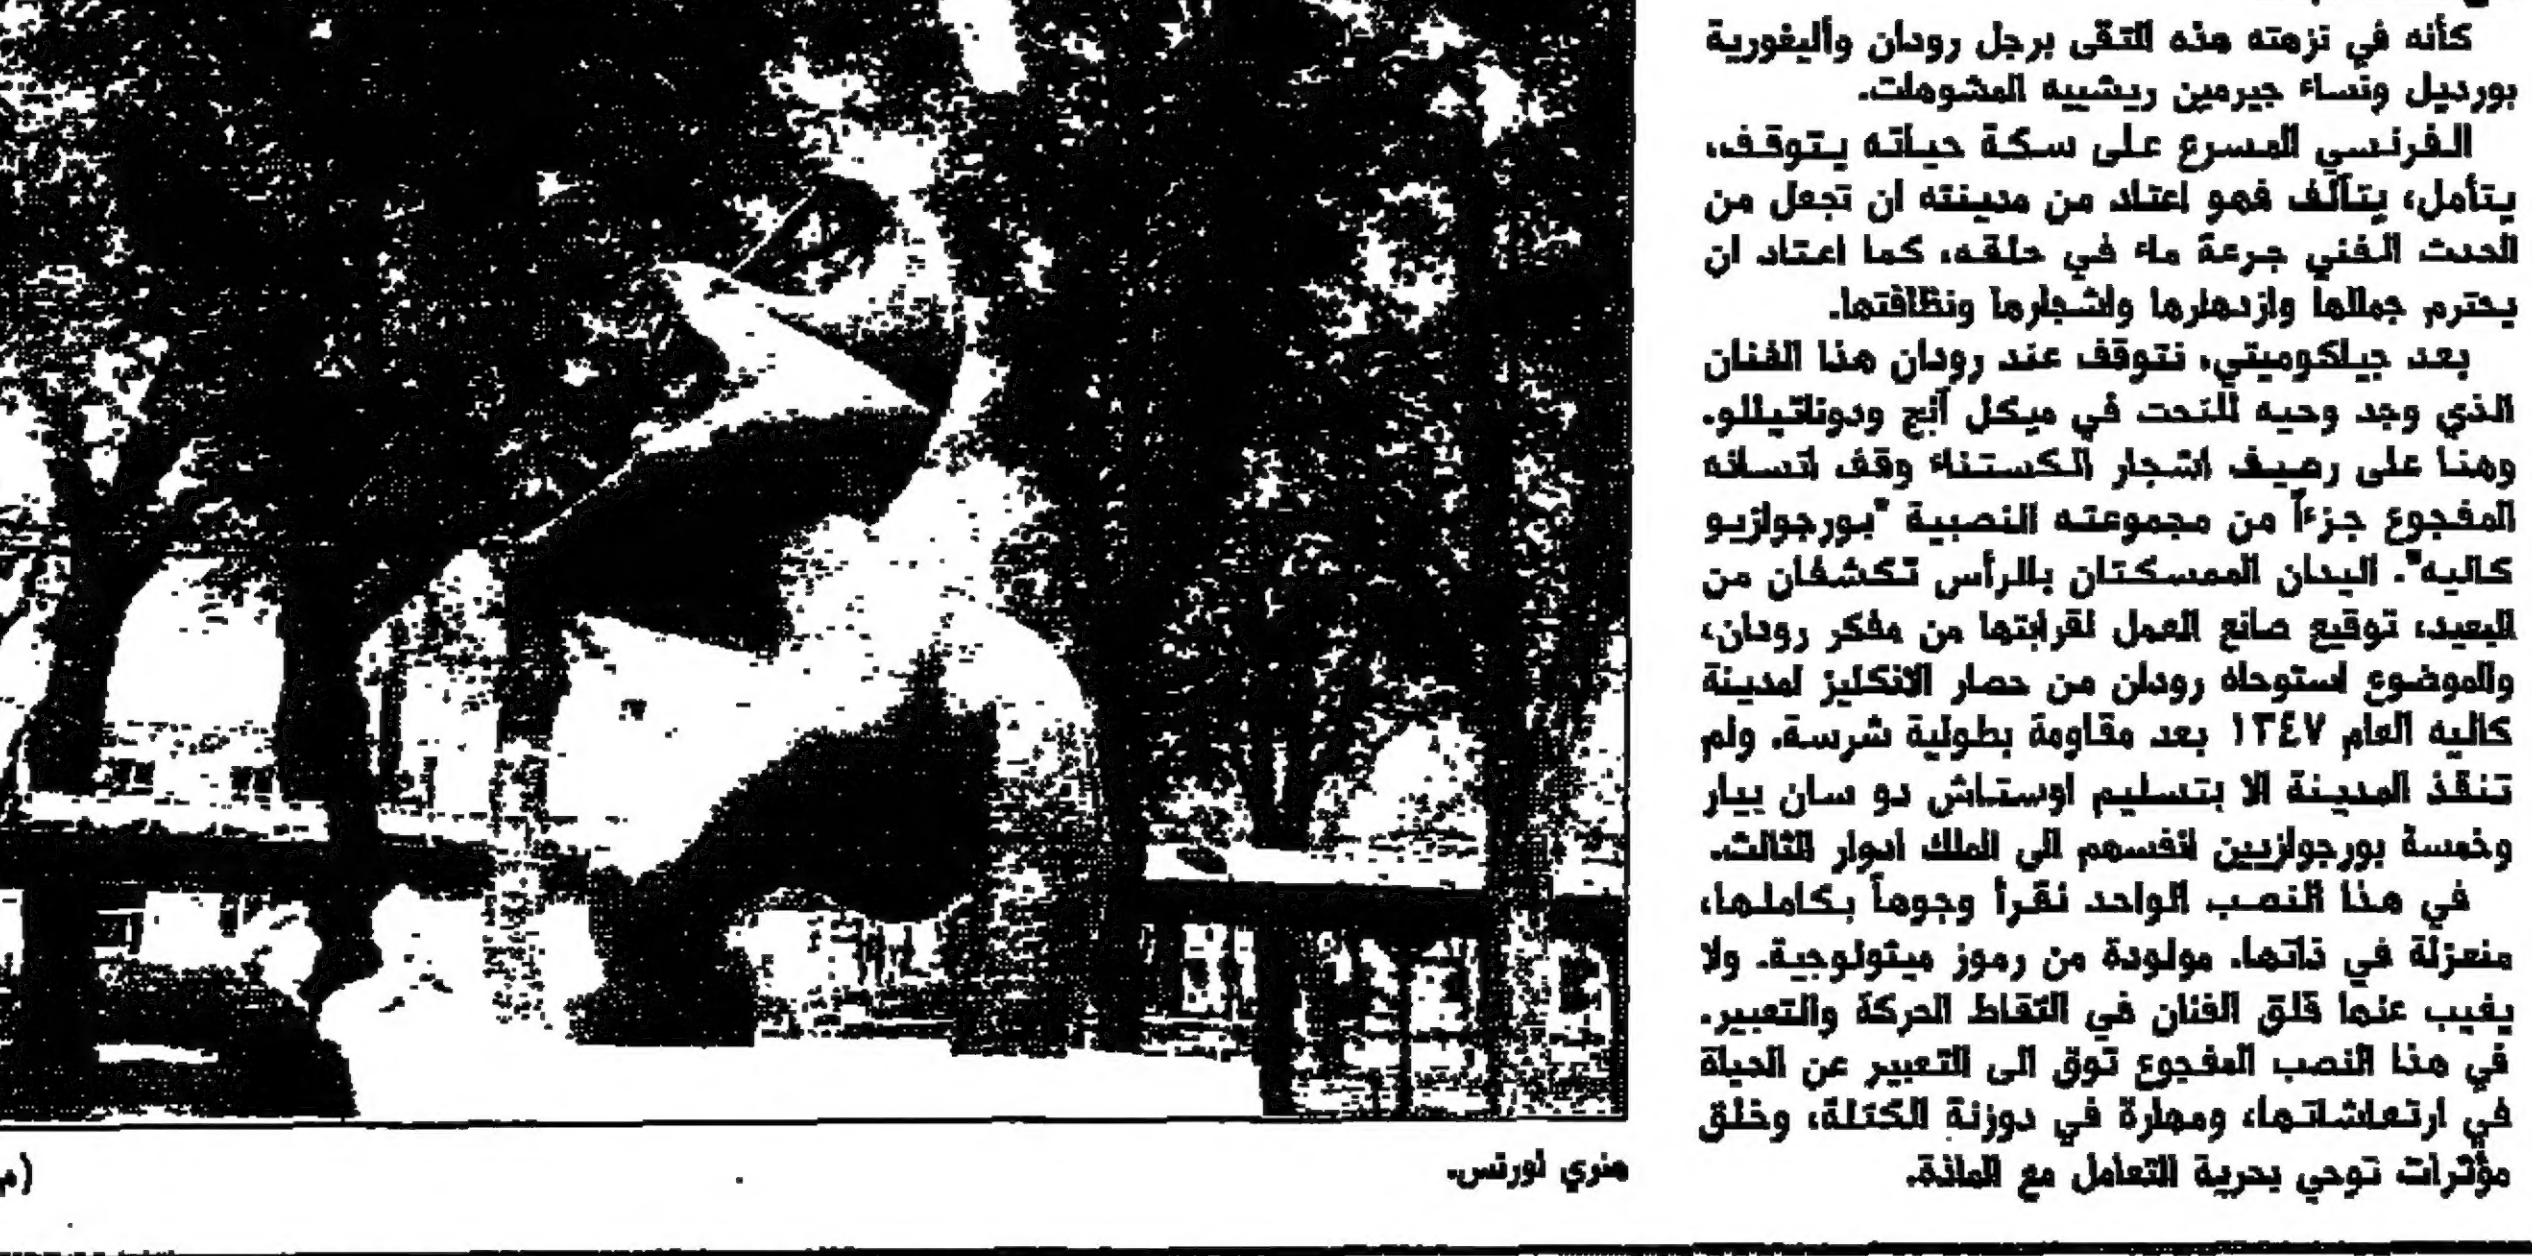 كأنه في نزهته هذه التقى برجل رودان وأليغورية
بورديل ونساء جيرمين ريشييه المشوهات.
الفرنسي المسرع على سكة حياته يتوقف،
يتأمل، يتآلف فهو اعتاد من مدينته ان تجعل من
الحدث الفني جرعة ماء في حلقه، كما اعتاد ان
يحترم جمالها وازدهارها واشجارها ونظافتها.
بعد جياكوميتي، نتوقف عند رودان هذا الفنان
الذي وجد وحيه للنحت في ميكل آنج ودوناتيللو.
وهنا على رصيف اشجار الكستناء وقف انسانه
المفجوع جزءاً من مجموعته النصبية "بورجوازيو
كاليه". اليدان الممسكتان بالرأس تكشفان من
البعيد، توقيع صانع العمل لقرابتها من مفكر رودان،
والموضوع استوحاه رودان من حصار الانكليز لمدينة
كاليه العام ١٣٤٧ بعد مقاومة بطولية شرسة. ولم
تنقذ المدينة الا بتسليم اوستاش دو سان بيار
وخمسة بورجوازيين انفسهم الى الملك ادوار الثالث.
في هذا النصب الواحد نقرأ وجوهاً بكاملها،
منعزلة في ذاتها. مولودة من رموز ميثولوجية. ولا
يغيب عنها قلق الفنان في التقاط الحركة والتعبير.
في هذا النصب المفجوع توق الى التعبير عن الحياة
في ارتعاشاتها، ومهارة في دوزنة الكتلة، وخلق
مؤثرات توحي بحرية التعامل مع المادة.
هنري لورنس.
(م